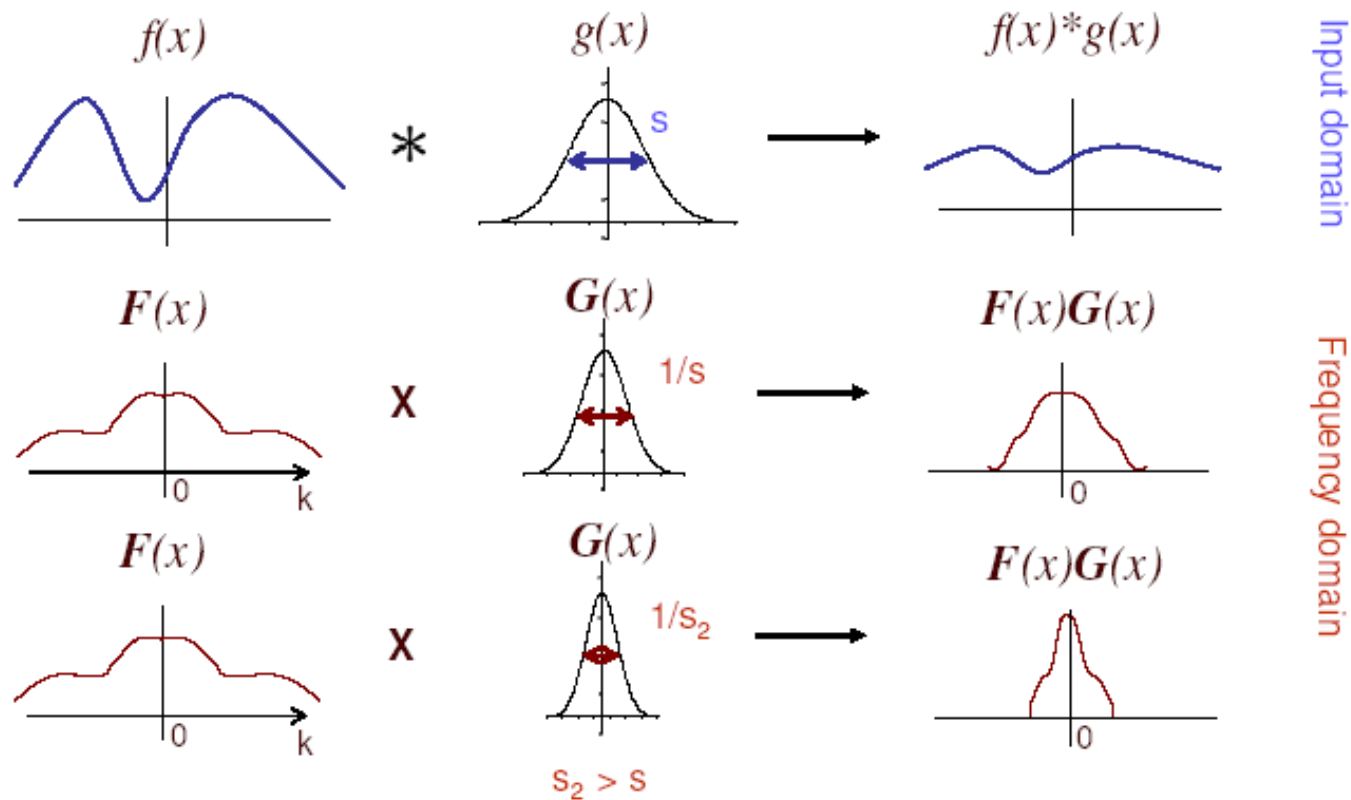 f(x)
g(x)
f(x)*g(x)
s
*
Input domain
F(x)
G(x)
F(x)G(x)
1/s
X
0
k
0
Frequency domain
F(x)
G(x)
F(x)G(x)
1/s₂
X
0
k
0
s₂ > s